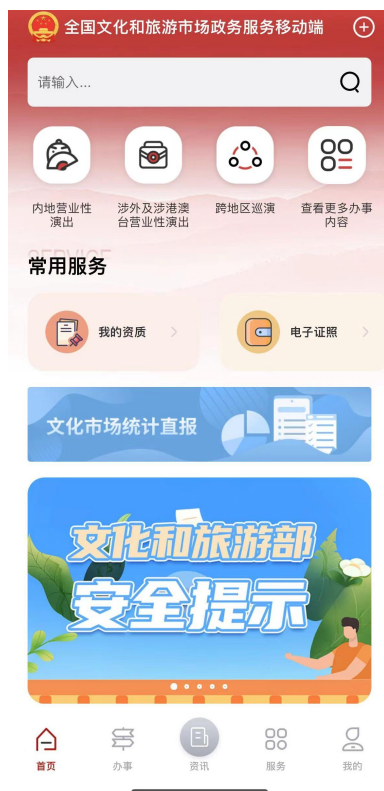 全国文化和旅游市场政务服务移动端
请输入...
内地营业性
演出
涉外及涉港澳
台营业性演出
跨地区巡演
查看更多办事
内容
SERVICE
常用服务
我的资质
电子证照
文化市场统计直报
文化和旅游部
安全提示
首页
办事
资讯
服务
我的